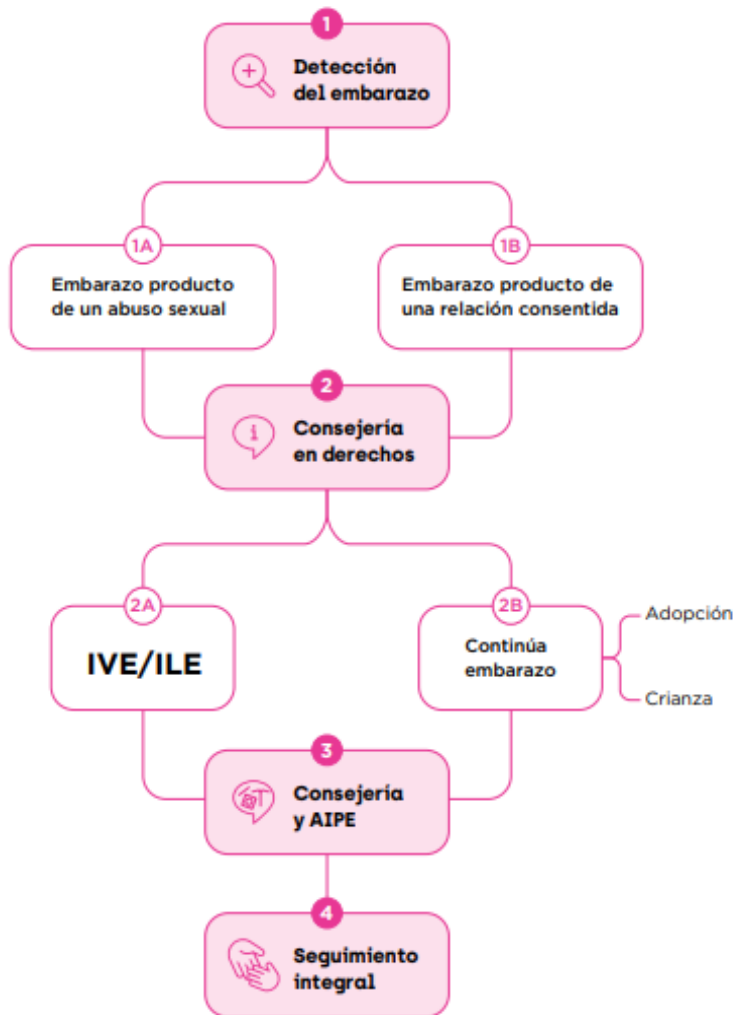 1
Detección
del embarazo
1A
Embarazo producto
de un abuso sexual
1B
Embarazo producto de
una relación consentida
2
i
Consejería
en derechos
2A
IVE/ILE
2B
Continúa
embarazo
Adopción
Crianza
3
Consejería
y AIPE
4
Seguimiento
integral